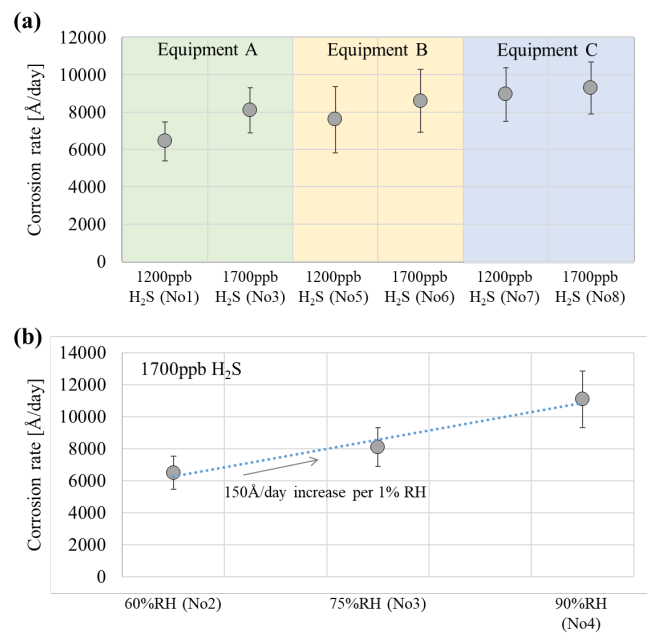 (a)
12000
10000
8000
6000
4000
2000
0
Corrosion rate [Å/day]
Equipment A
Equipment B
Equipment C
1200ppb
H₂S (No1)
1700ppb
H₂S (No3)
1200ppb
H₂S (No5)
1700ppb
H₂S (No6)
1200ppb
H₂S (No7)
1700ppb
H₂S (No8)
(b)
14000
12000
10000
8000
6000
4000
2000
0
Corrosion rate [Å/day]
1700ppb H₂S
150Å/day increase per 1% RH
60%RH (No2)
75%RH (No3)
90%RH
(No4)